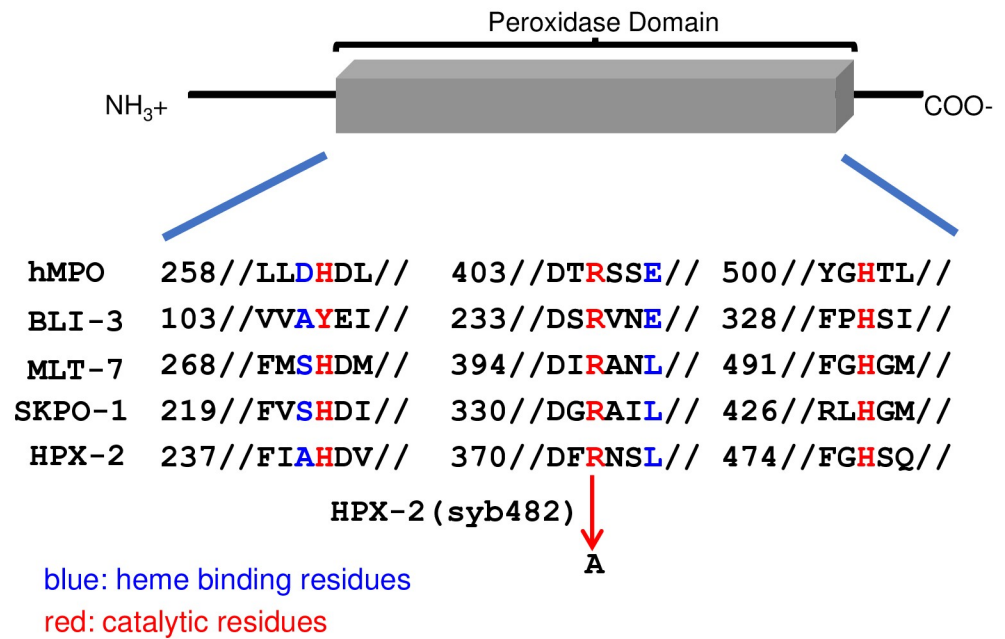 Peroxidase Domain
NH3+
COO-
hMPO 258//LLDHDL// 403//DTRSSE// 500//YGHTL//
BLI-3 103//VVAYEI// 233//DSRVNE// 328//FPHSI//
MLT-7 268//FMSHDM// 394//DIRANL// 491//FGHGM//
SKPO-1 219//FVSHDI// 330//DGRAIL// 426//RLHGM//
HPX-2 237//FIAHDV// 370//DFRNSL// 474//FGHSQ//
HPX-2(syb482)
A
blue: heme binding residues
red: catalytic residues